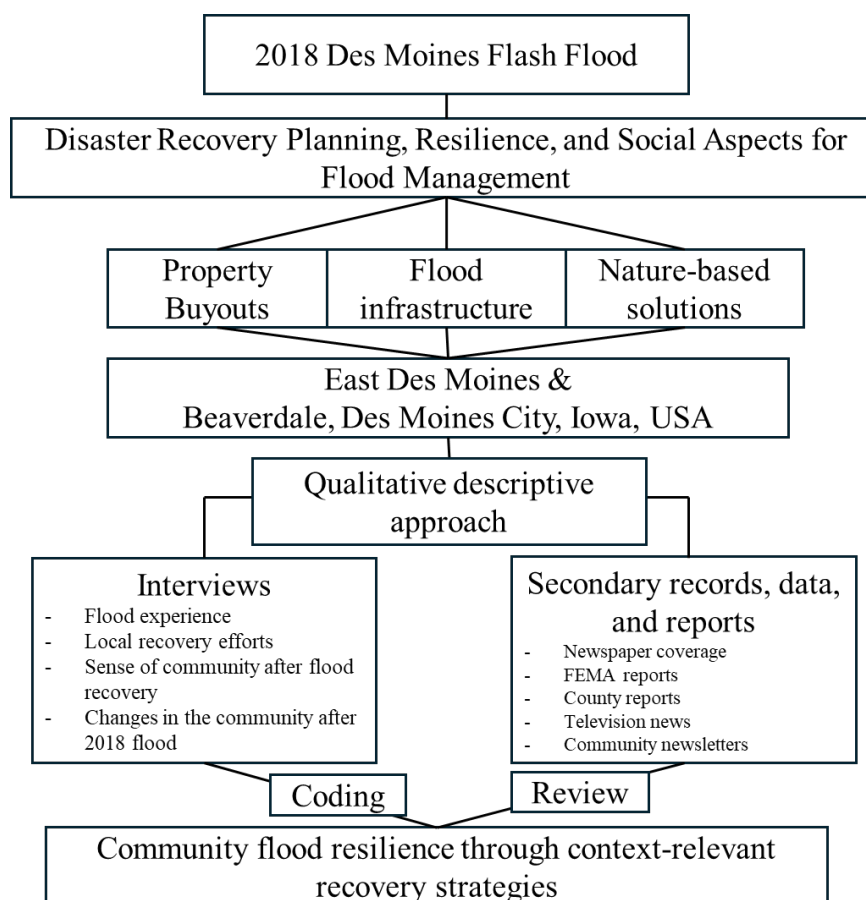 2018 Des Moines Flash Flood
Disaster Recovery Planning, Resilience, and Social Aspects for
Flood Management
Property
Buyouts
Flood
infrastructure
Nature-based
solutions
East Des Moines &
Beaverdale, Des Moines City, Iowa, USA
Qualitative descriptive
approach
Interviews
- Flood experience
- Local recovery efforts
- Sense of community after flood
recovery
- Changes in the community after
2018 flood
Secondary records, data,
and reports
- Newspaper coverage
- FEMA reports
- County reports
- Television news
- Community newsletters
Coding
Review
Community flood resilience through context-relevant
recovery strategies